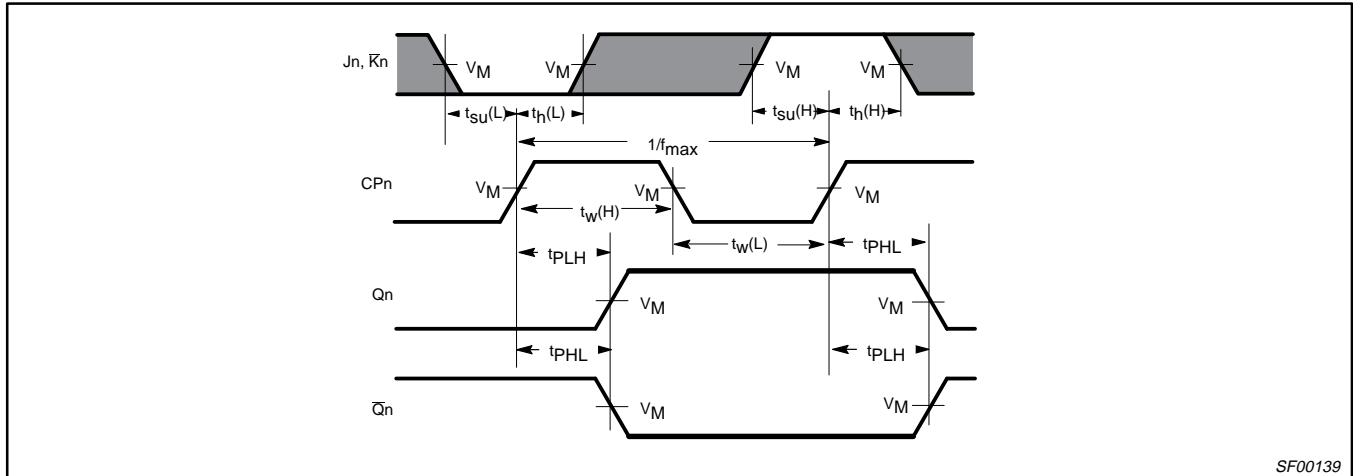 Jn, K̅n
VM VM VM VM
tsu(L) th(L) tsu(H) th(H)
1/fmax
CPn
VM VM VM
tw(H)
tw(L)
tPLH tPHL
Qn
VM VM
tPHL tPLH
Q̅n
VM VM
SF00139